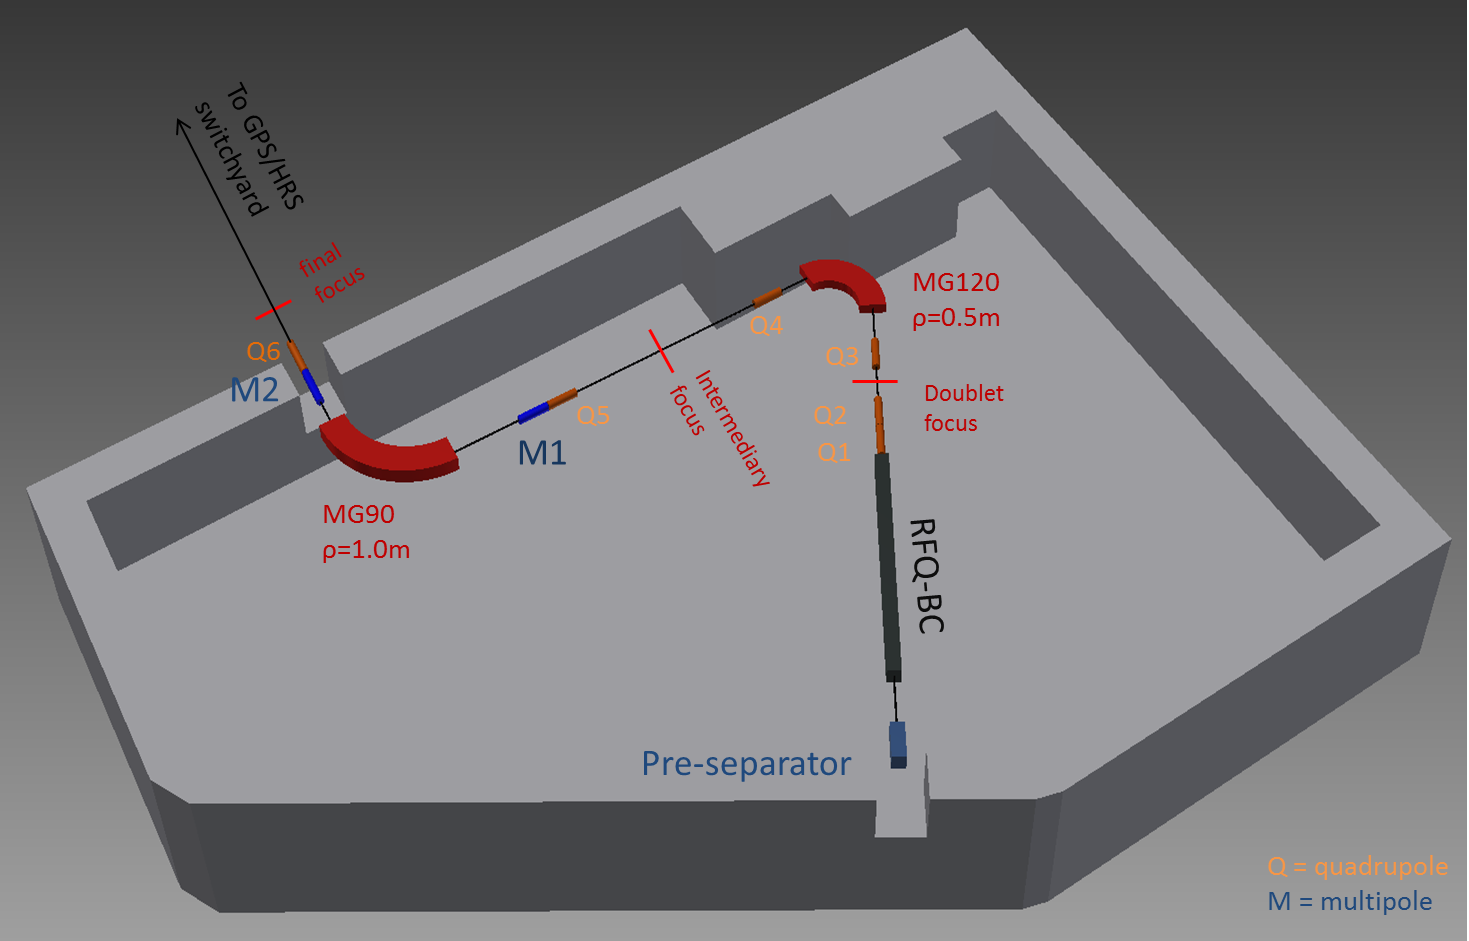 To GPS/HRS
switchyard
final
focus
Q6
M2
MG90
ρ=1.0m
M1
Q5
Intermediary
focus
Q4
MG120
ρ=0.5m
Q3
Doublet
focus
Q2
Q1
RFQ-BC
Pre-separator
Q = quadrupole
M = multipole